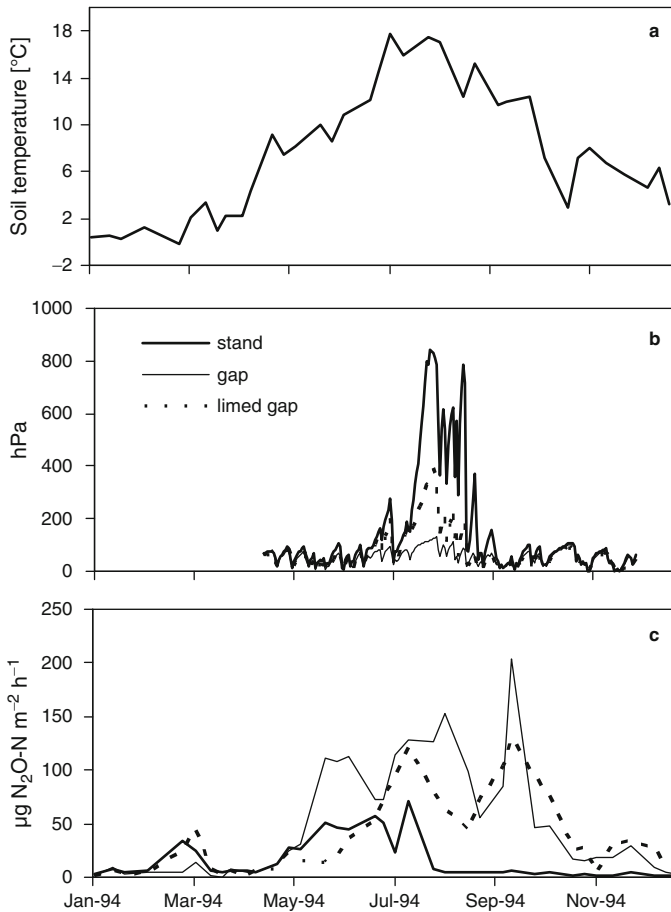 a
Soil temperature [°C]
18
14
10
6
2
−2
b
hPa
1000
800
600
400
200
0
stand
gap
limed gap
c
µg N₂O-N m⁻² h⁻¹
250
200
150
100
50
0
Jan-94 Mar-94 May-94 Jul-94 Sep-94 Nov-94